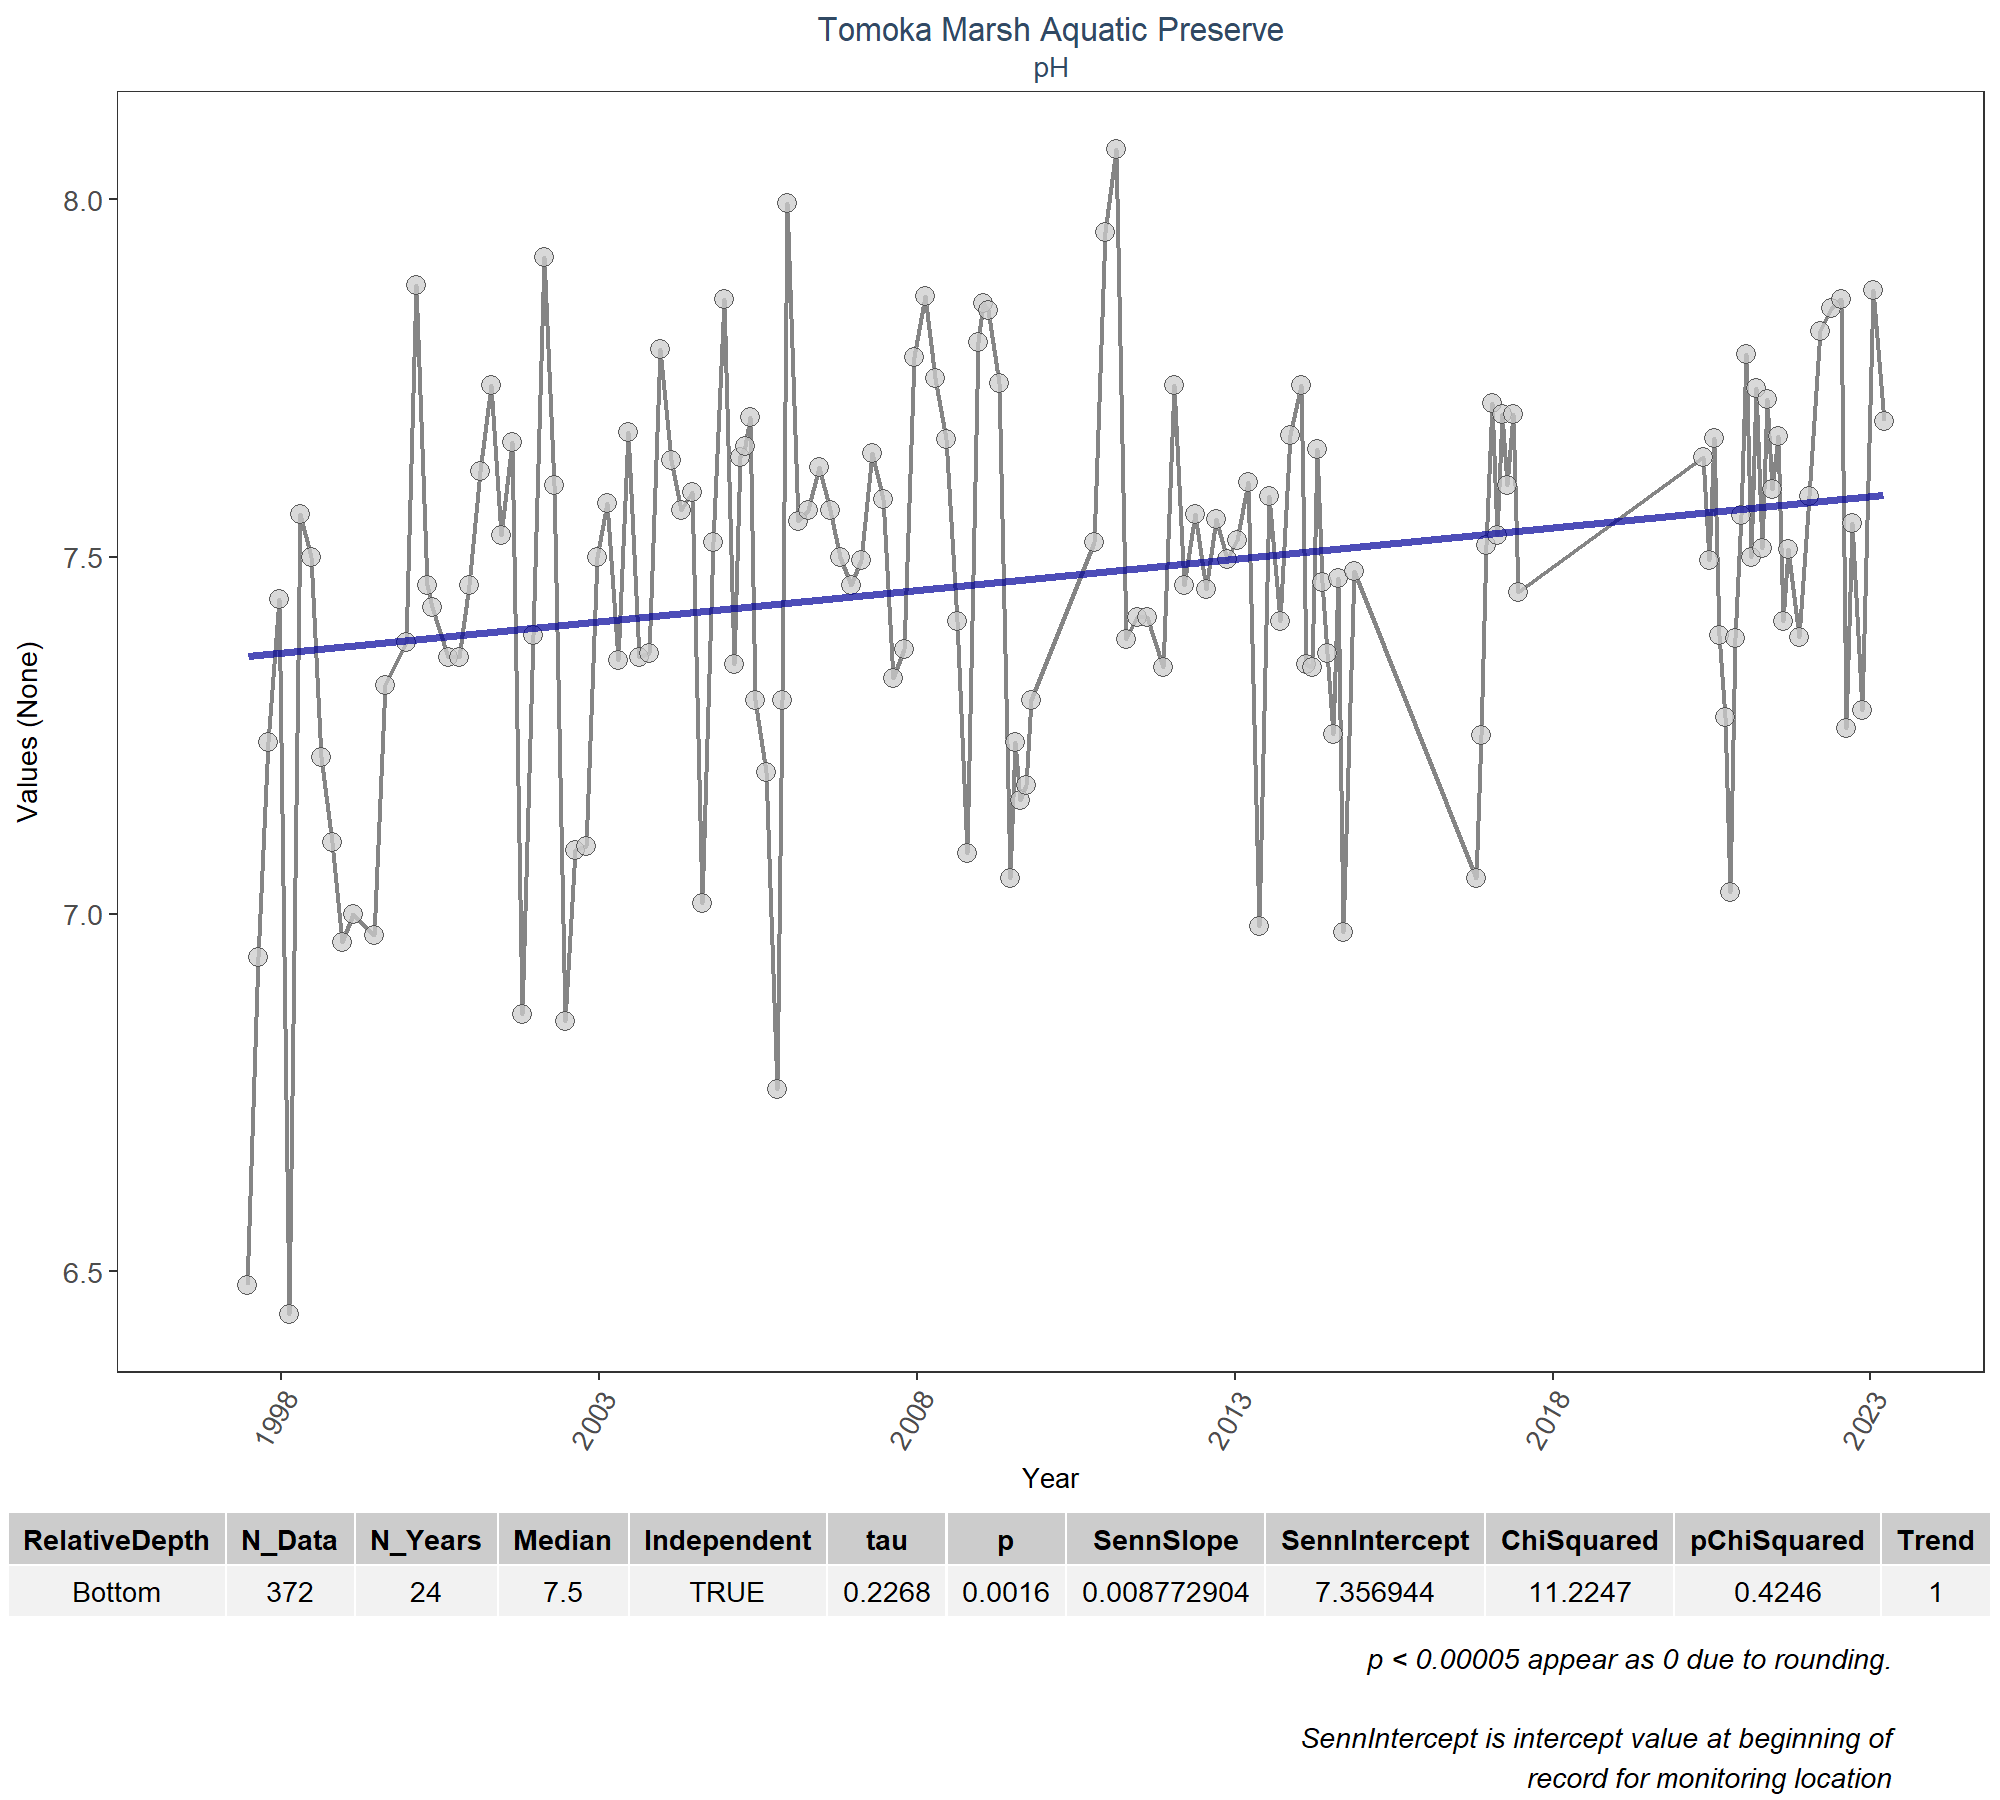 Tomoka Marsh Aquatic Preserve
pH
8.0
7.5
7.0
6.5
Values (None)
1998 2003 2008 2013 2018 2023
Year
RelativeDepth N_Data N_Years Median Independent tau p SennSlope SennIntercept ChiSquared pChiSquared Trend
Bottom 372 24 7.5 TRUE 0.2268 0.0016 0.008772904 7.356944 11.2247 0.4246 1
p < 0.00005 appear as 0 due to rounding.
SennIntercept is intercept value at beginning of
record for monitoring location